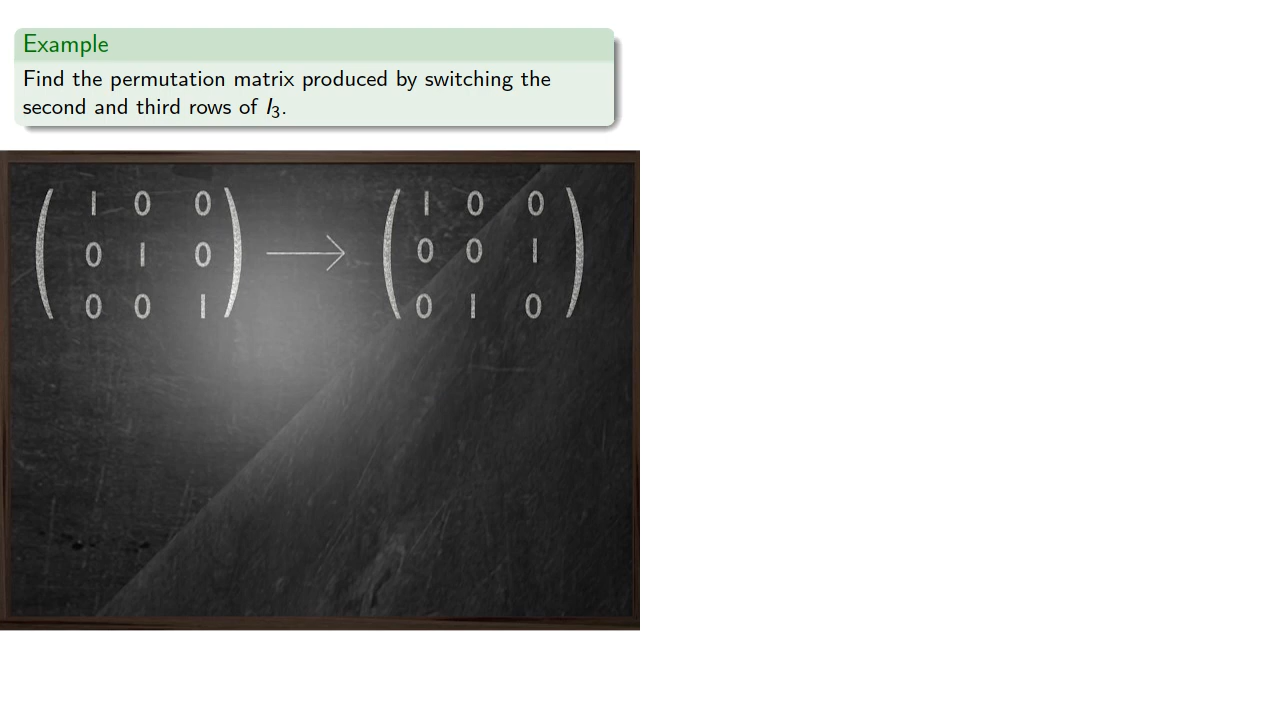 Example
Find the permutation matrix produced by switching the
second and third rows of I₃.
( 1 0 0 ) → ( 1 0 0 )
( 0 1 0 ) ( 0 0 1 )
( 0 0 1 ) ( 0 1 0 )